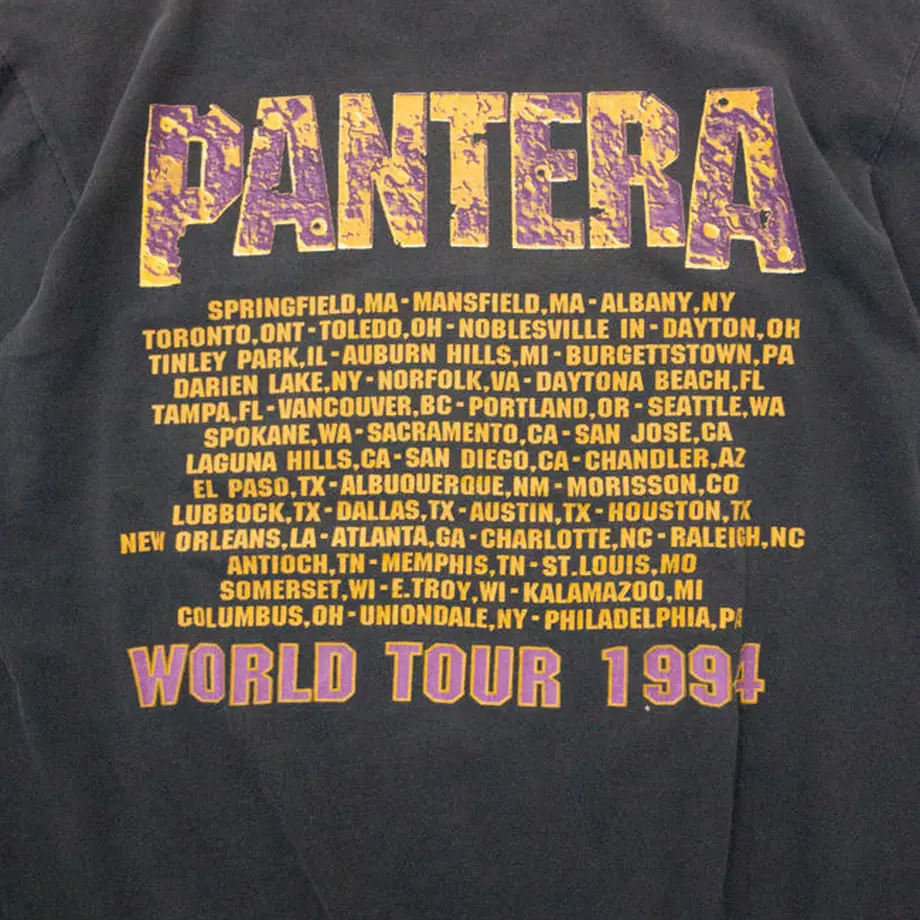 PANTERA
SPRINGFIELD,MA-MANSFIELD,MA-ALBANY,NY
TORONTO,ONT-TOLEDO,OH-NOBLESVILLE IN-DAYTON,OH
TINLEY PARK,IL-AUBURN HILLS,MI-BURGETTSTOWN,PA
DARIEN LAKE,NY-NORFOLK,VA-DAYTONA BEACH,FL
TAMPA,FL-VANCOUVER,BC-PORTLAND,OR-SEATTLE,WA
SPOKANE,WA-SACRAMENTO,CA-SAN JOSE,CA
LAGUNA HILLS,CA-SAN DIEGO,CA-CHANDLER,AZ
EL PASO,TX-ALBUQUERQUE,NM-MORISSON,CO
LUBBOCK,TX-DALLAS,TX-AUSTIN,TX-HOUSTON,TX
NEW ORLEANS,LA-ATLANTA,GA-CHARLOTTE,NC-RALEIGH,NC
ANTIOCH,TN-MEMPHIS,TN-ST.LOUIS,MO
SOMERSET,WI-E.TROY,WI-KALAMAZOO,MI
COLUMBUS,OH-UNIONDALE,NY-PHILADELPHIA,PA
WORLD TOUR 1994